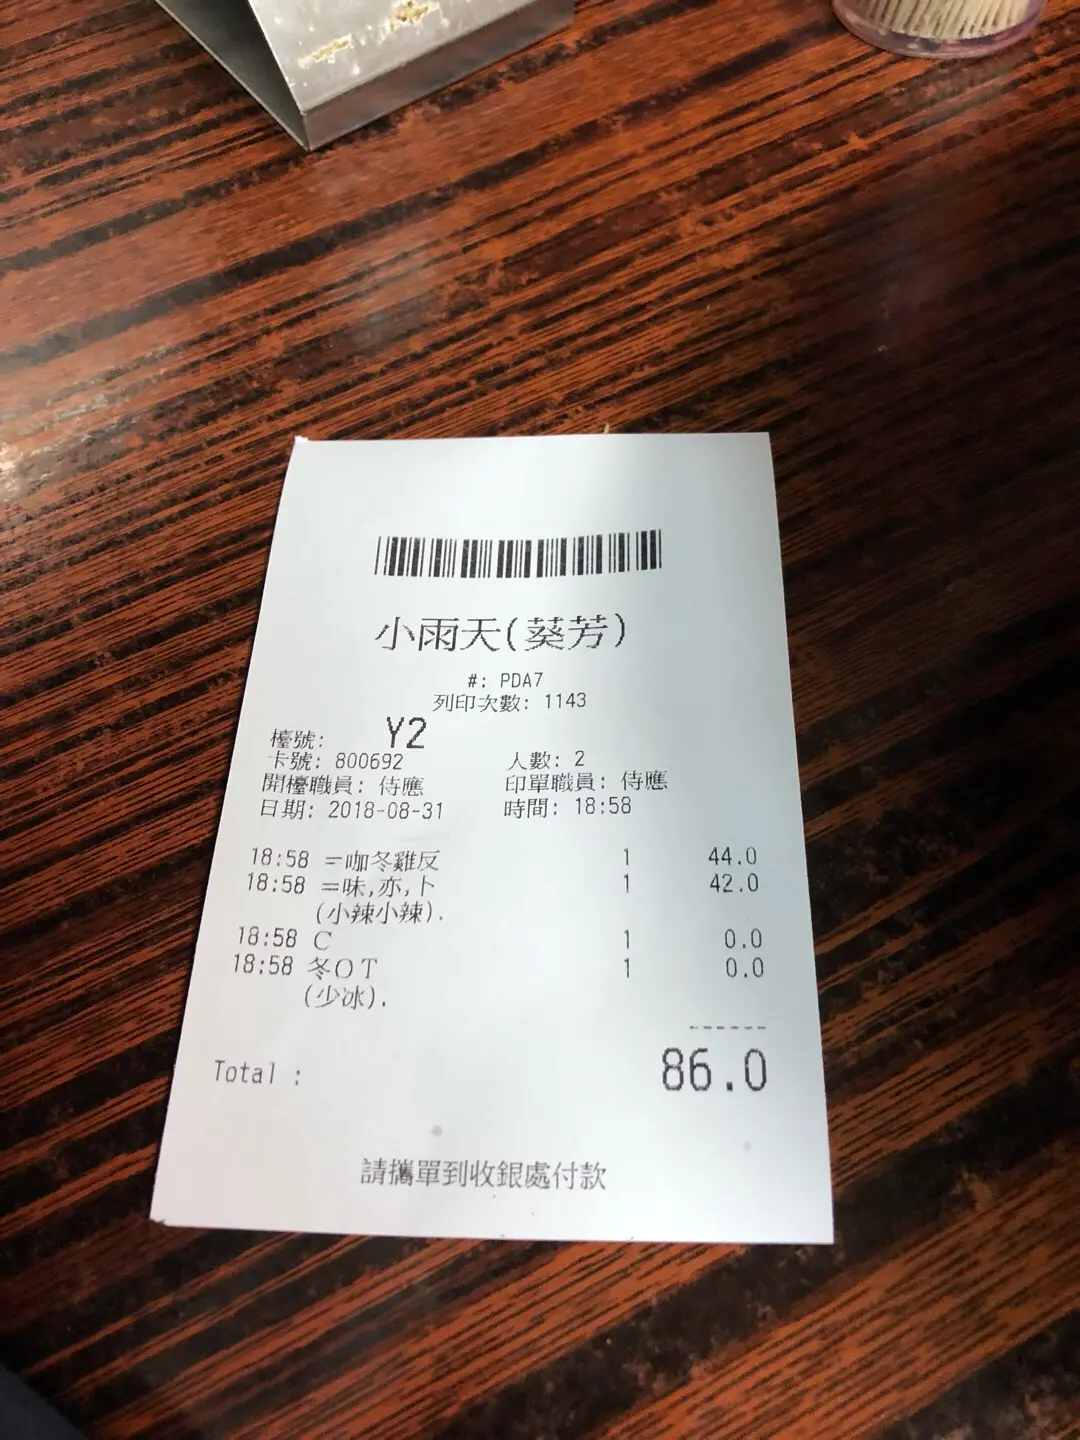 小雨天(葵芳)
#: PDA7
列印次數: 1143
檯號: Y2
卡號: 800692 人數: 2
開檯職員: 侍應 印單職員: 侍應
日期: 2018-08-31 時間: 18:58
18:58 =咖冬雞反 1 44.0
18:58 =味,亦,卜 1 42.0
(小辣小辣).
18:58 C 1 0.0
18:58 冬OT 1 0.0
(少冰).
Total : 86.0
請攜單到收銀處付款